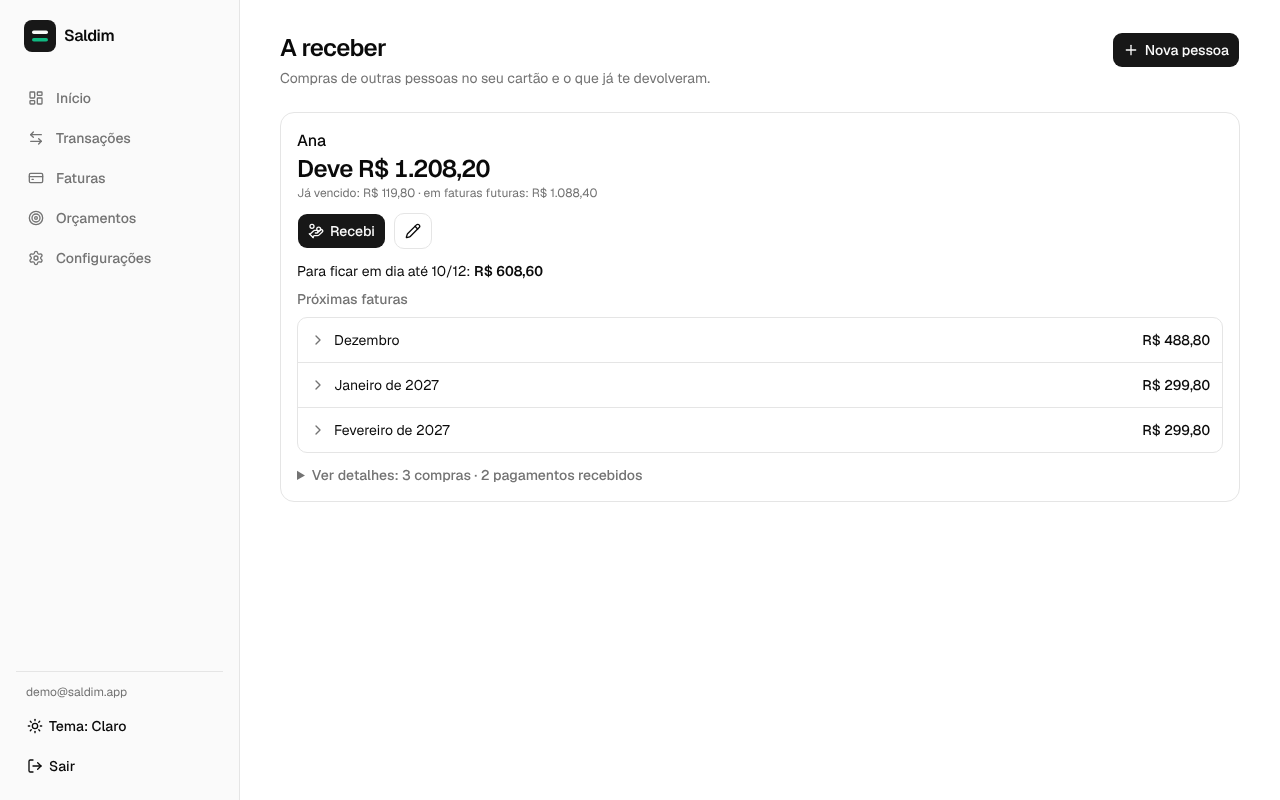 Saldim
Início
Transações
Faturas
Orçamentos
Configurações
demo@saldim.app
Tema: Claro
Sair
A receber
Compras de outras pessoas no seu cartão e o que já te devolveram.
Nova pessoa
Ana
Deve R$ 1.208,20
Já vencido: R$ 119,80 · em faturas futuras: R$ 1.088,40
Recebi
Para ficar em dia até 10/12: R$ 608,60
Próximas faturas
Dezembro R$ 488,80
Janeiro de 2027 R$ 299,80
Fevereiro de 2027 R$ 299,80
Ver detalhes: 3 compras · 2 pagamentos recebidos